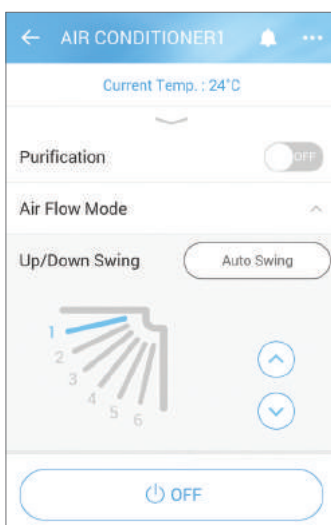 AIR CONDITIONER1
Current Temp. : 24°C
Purification
OFF
Air Flow Mode
Up/Down Swing
Auto Swing
1
2
3
4
5
6
OFF